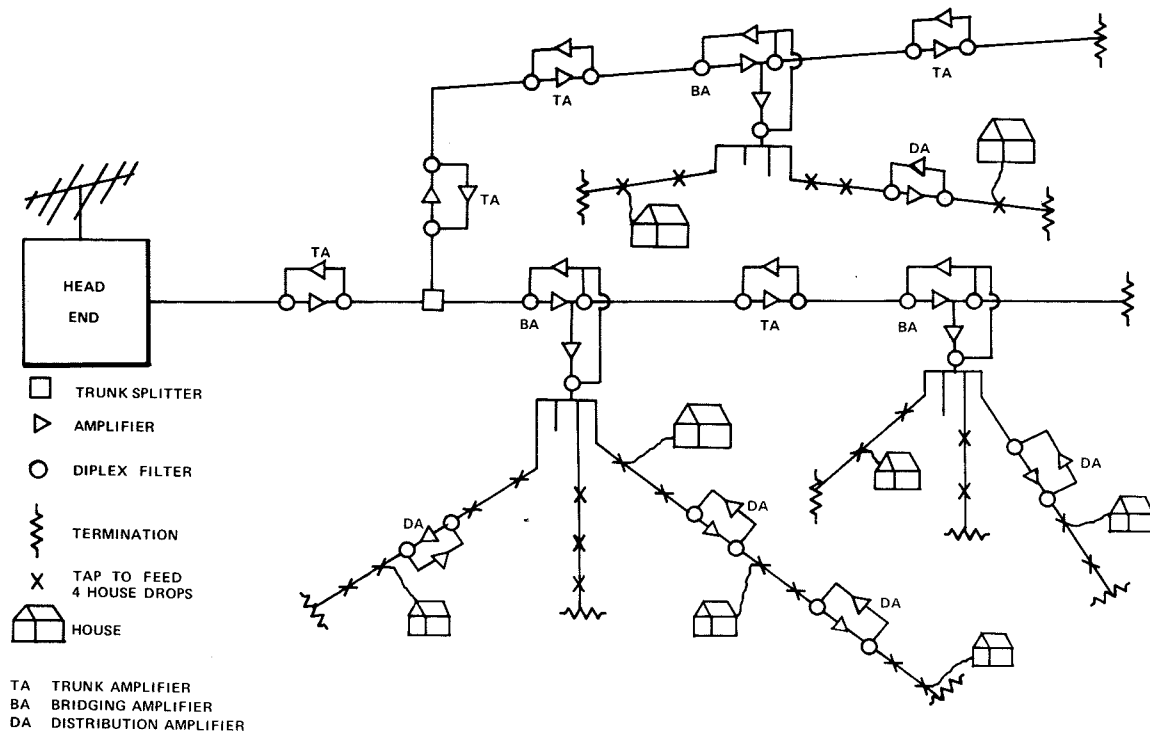 TA
BA
TA
DA
TA
TA
HEAD
END
BA
TA
BA
TRUNK SPLITTER
AMPLIFIER
DIPLEX FILTER
DA
DA
DA
TERMINATION
TAP TO FEED
4 HOUSE DROPS
DA
HOUSE
TA TRUNK AMPLIFIER
BA BRIDGING AMPLIFIER
DA DISTRIBUTION AMPLIFIER